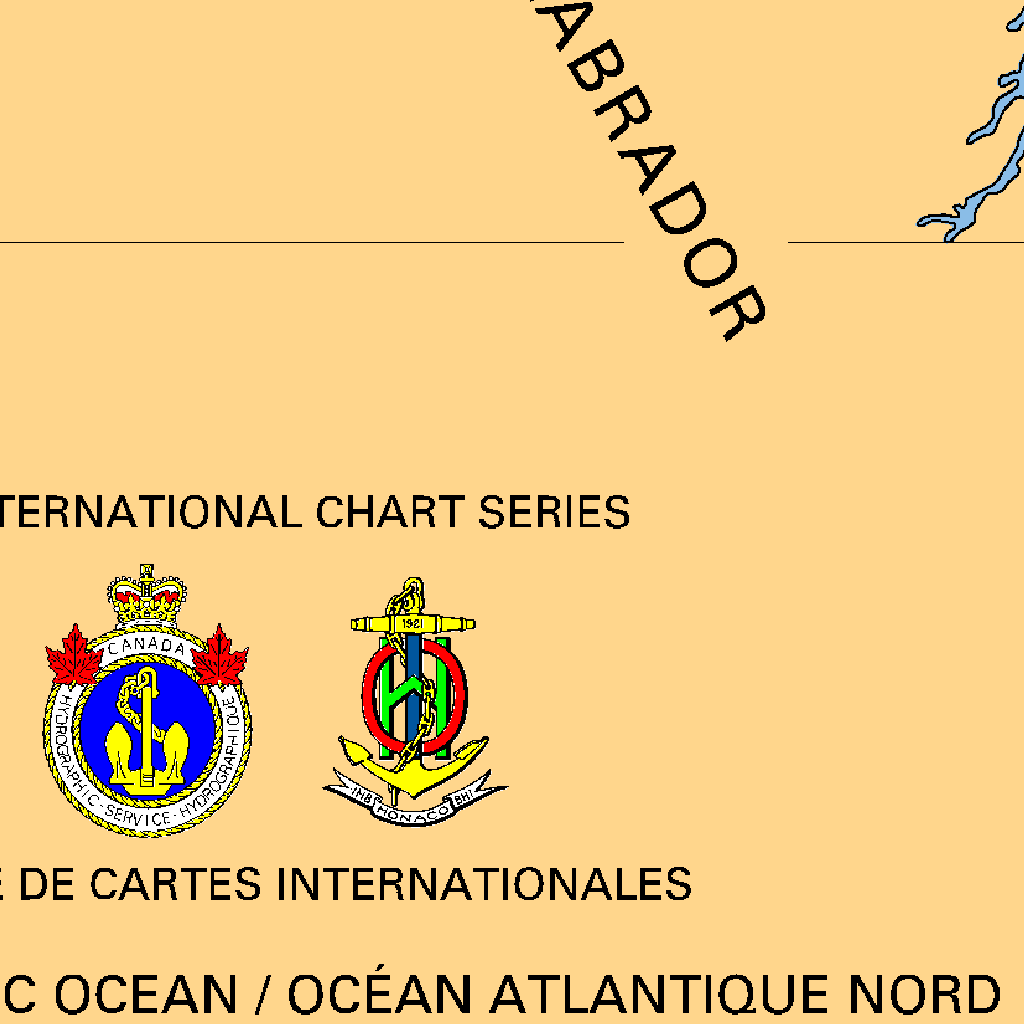 ABRADOR
TERNATIONAL CHART SERIES
CANADA
HYDROGRAPHIC · SERVICE · HYDROGRAPHIQUE
1921
IHB MONACO BHI
E DE CARTES INTERNATIONALES
C OCEAN / OCÉAN ATLANTIQUE NORD